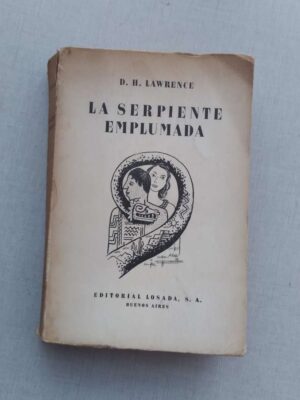 D. H. LAWRENCE
LA SERPIENTE
EMPLUMADA
EDITORIAL LOSADA, S. A.
BUENOS AIRES